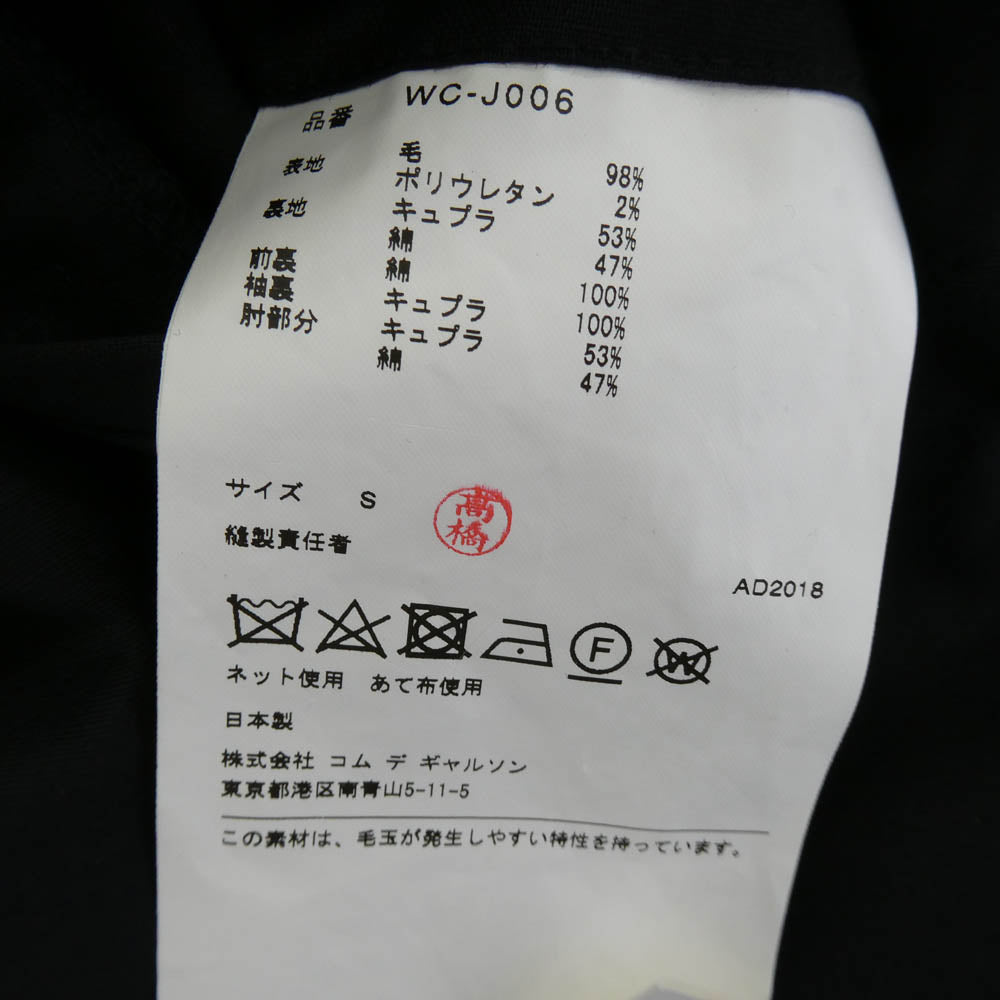 品番 WC-J006
表地 毛 98%
ポリウレタン 2%
裏地 キュプラ 53%
綿 47%
前裏 綿 100%
袖裏 キュプラ 100%
肘部分 キュプラ 53%
綿 47%
サイズ S
縫製責任者 高橋
AD2018
F
W
ネット使用 あて布使用
日本製
株式会社 コム デ ギャルソン
東京都港区南青山5-11-5
この素材は、毛玉が発生しやすい特性を持っています。